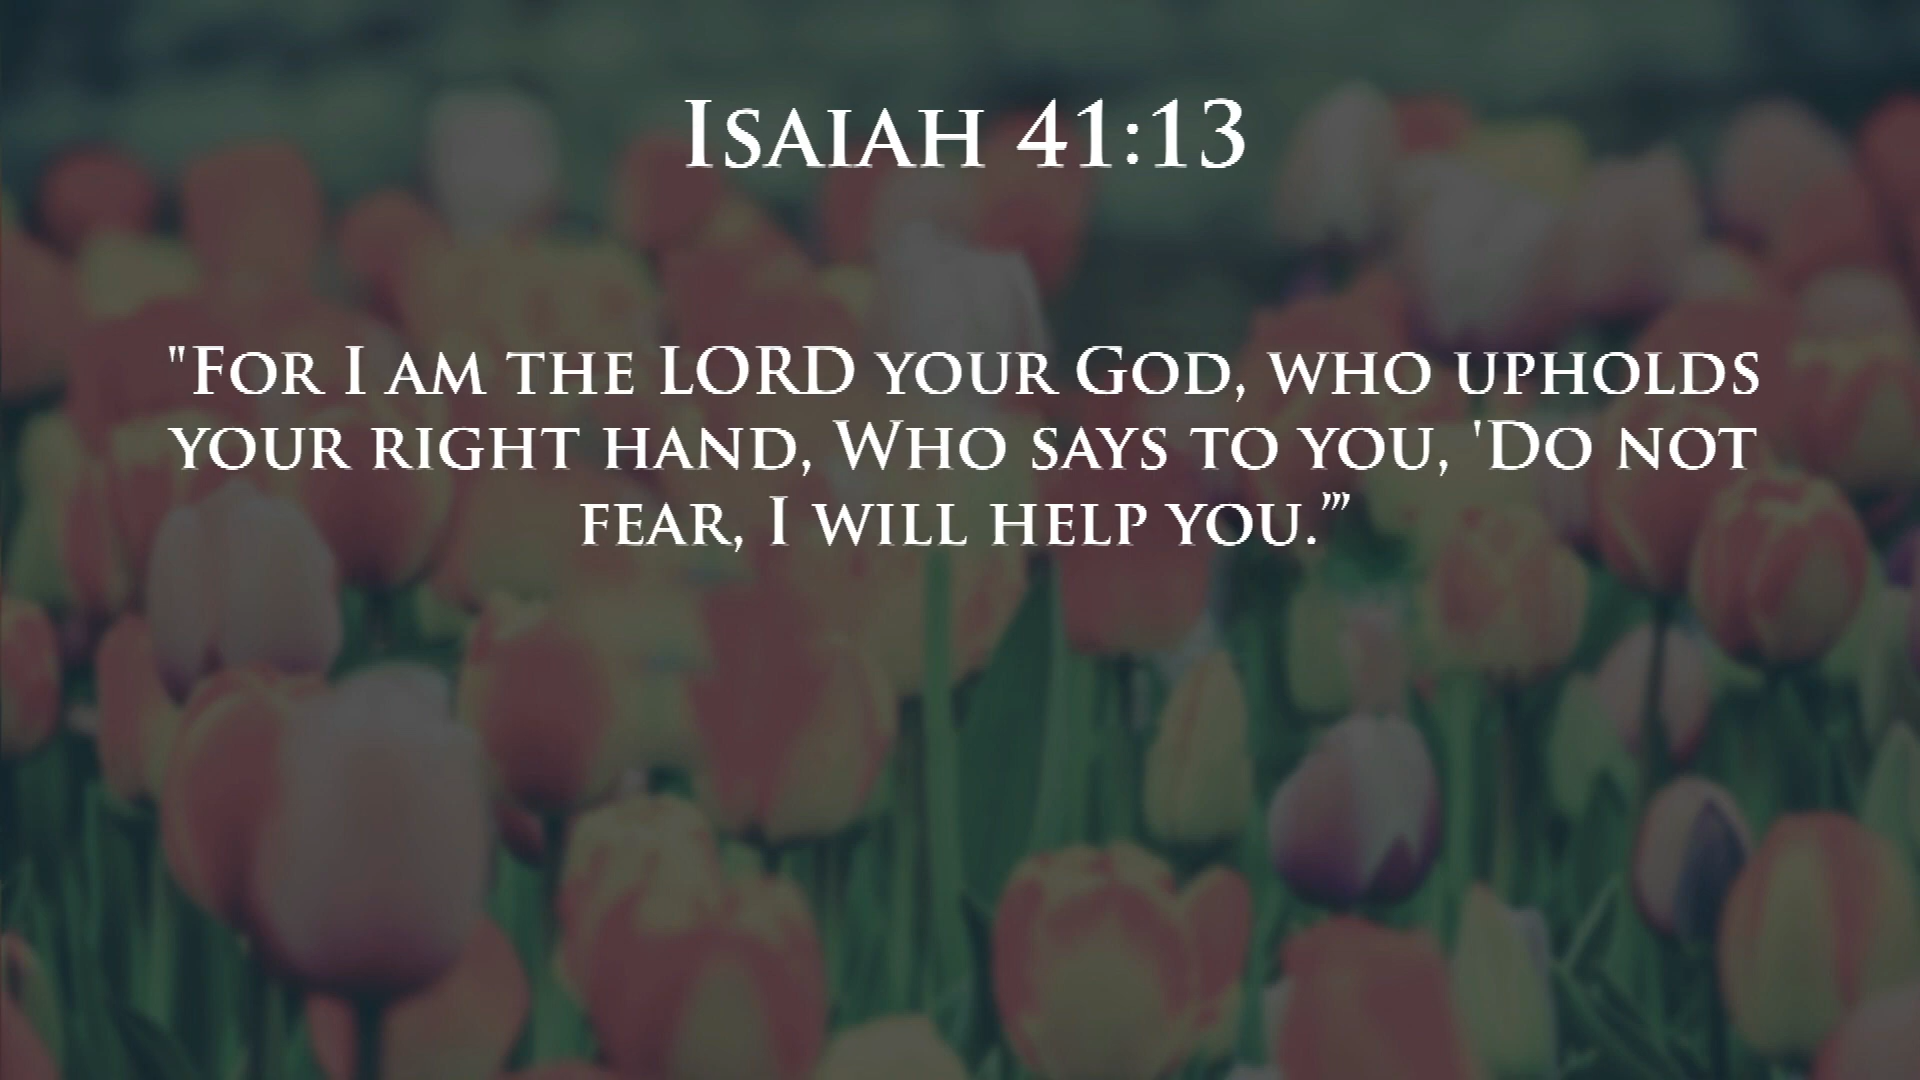 Isaiah 41:13
"For I am the LORD your God, who upholds
your right hand, Who says to you, 'Do not
fear, I will help you.’”